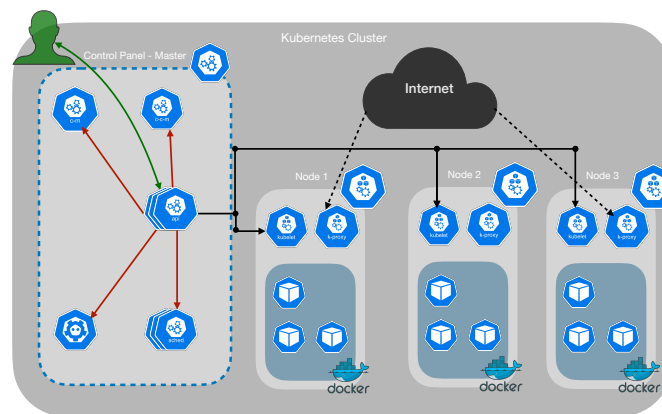 Kubernetes Cluster
Control Panel - Master
c-m
c-c-m
api
sched
Internet
Node 1
Node 2
Node 3
kubelet
k-proxy
kubelet
k-proxy
kubelet
k-proxy
docker
docker
docker